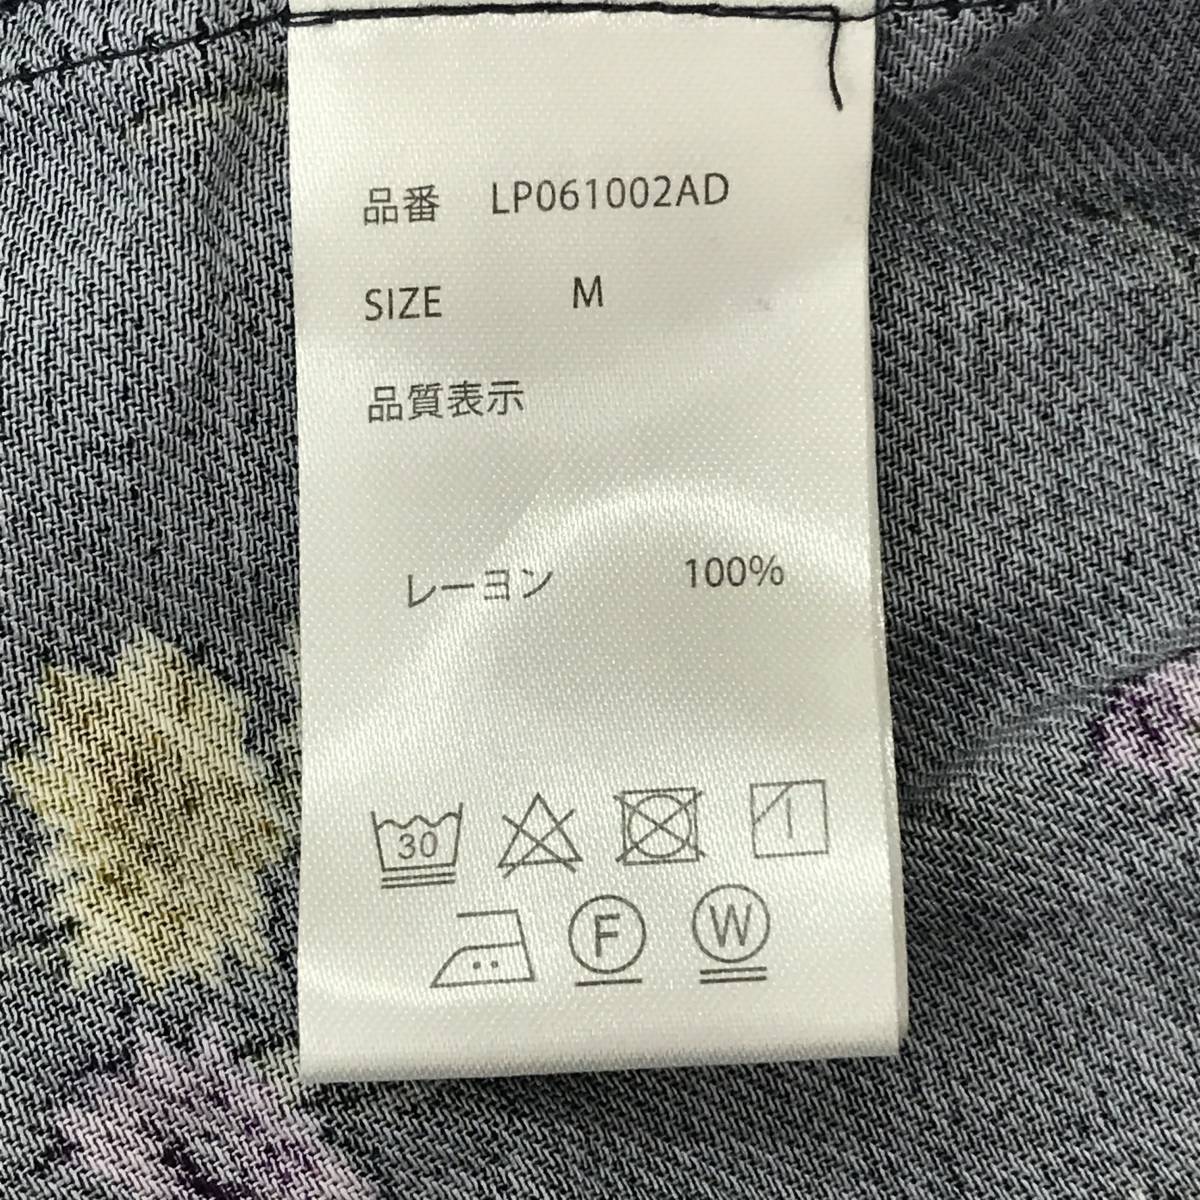 品番 LP061002AD
SIZE M
品質表示
レーヨン 100%
30
F W